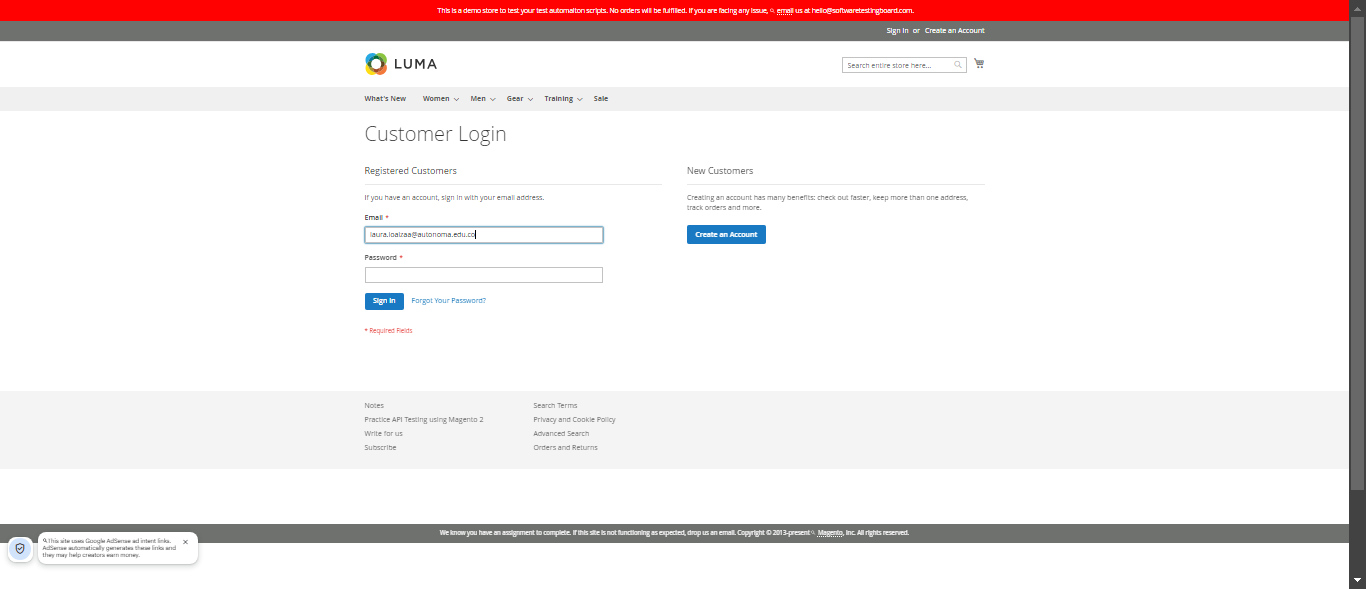 This is a demo store to test your test automaiton scripts. No orders will be fulfilled. If you are facing any issue, email us at hello@softwaretestingboard.com.
Sign In or Create an Account
LUMA
Search entire store here...
What's New Women Men Gear Training Sale
Customer Login
Registered Customers
If you have an account, sign in with your email address.
Email *
laura.loaizaa@autonoma.edu.co
Password *
Sign In Forgot Your Password?
* Required Fields
New Customers
Creating an account has many benefits: check out faster, keep more than one address,
track orders and more.
Create an Account
Notes
Practice API Testing using Magento 2
Write for us
Subscribe
Search Terms
Privacy and Cookie Policy
Advanced Search
Orders and Returns
We know you have an assignment to complete. If this site is not functioning as expected, drop us an email. Copyright © 2013-present Magento, Inc. All rights reserved.
This site uses Google AdSense ad intent links.
AdSense automatically generates these links and
they may help creators earn money.